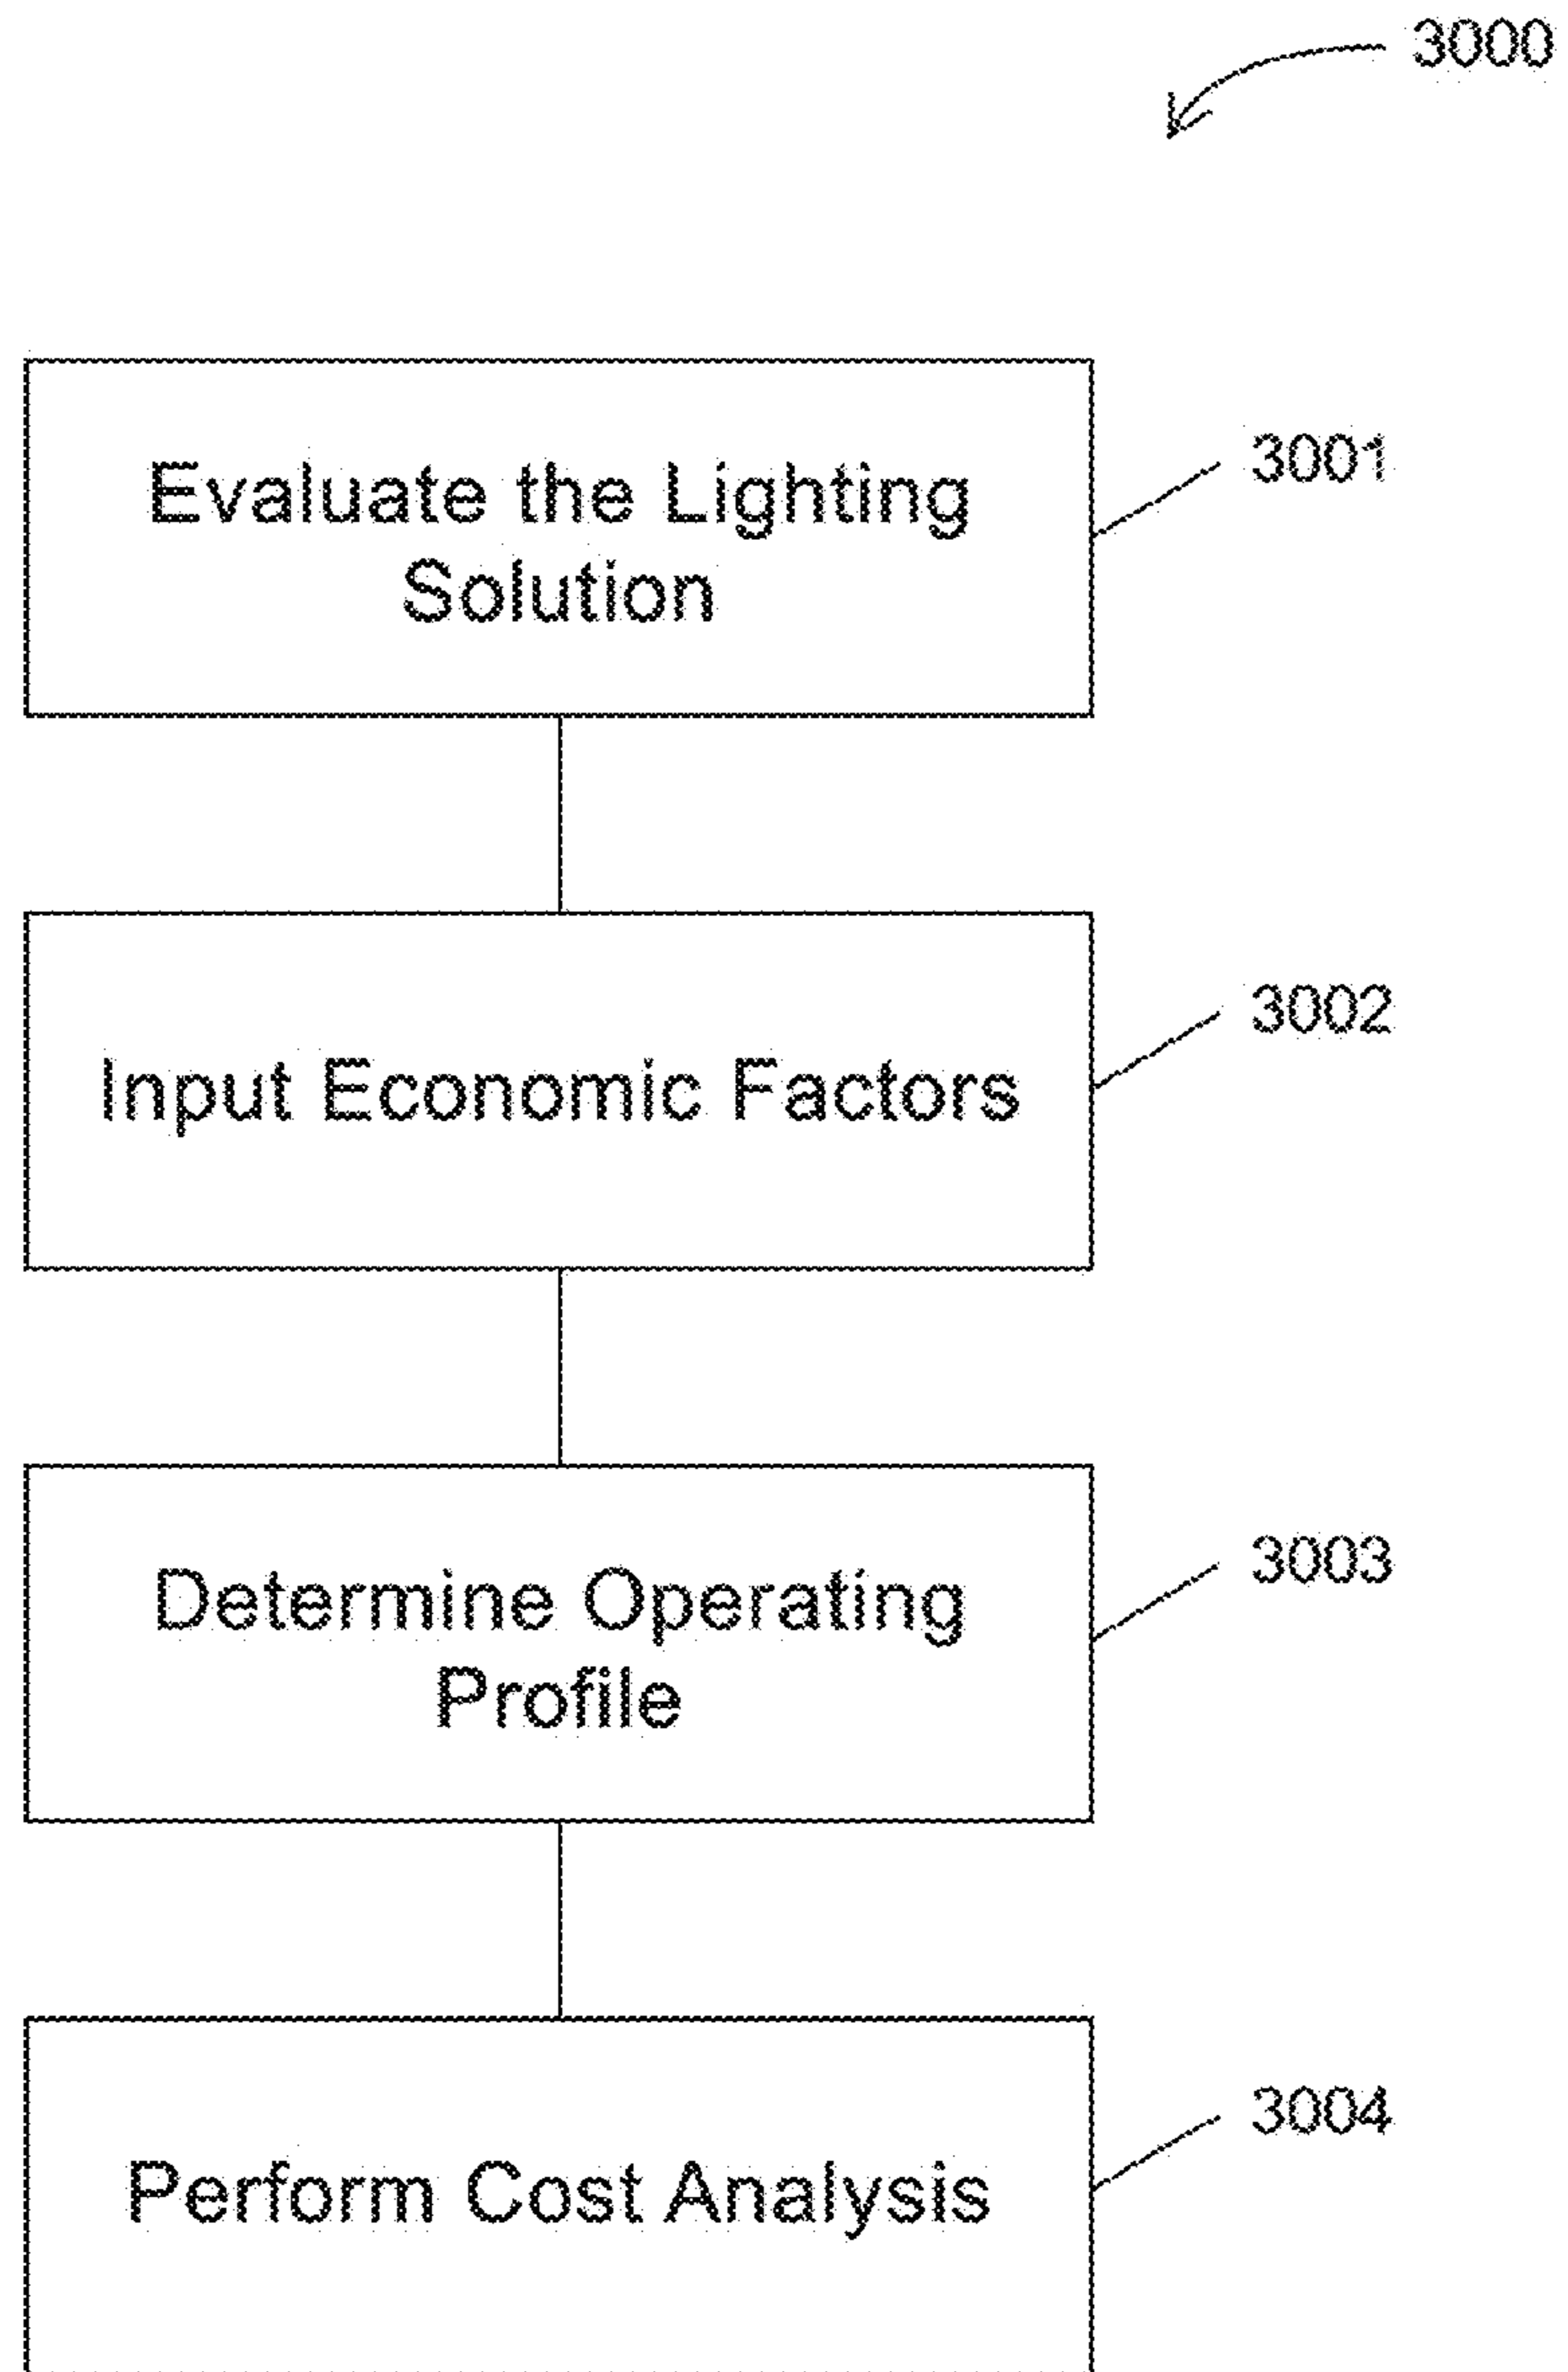 3000
Evaluate the Lighting
Solution
3001
Input Economic Factors
3002
Determine Operating
Profile
3003
Perform Cost Analysis
3004